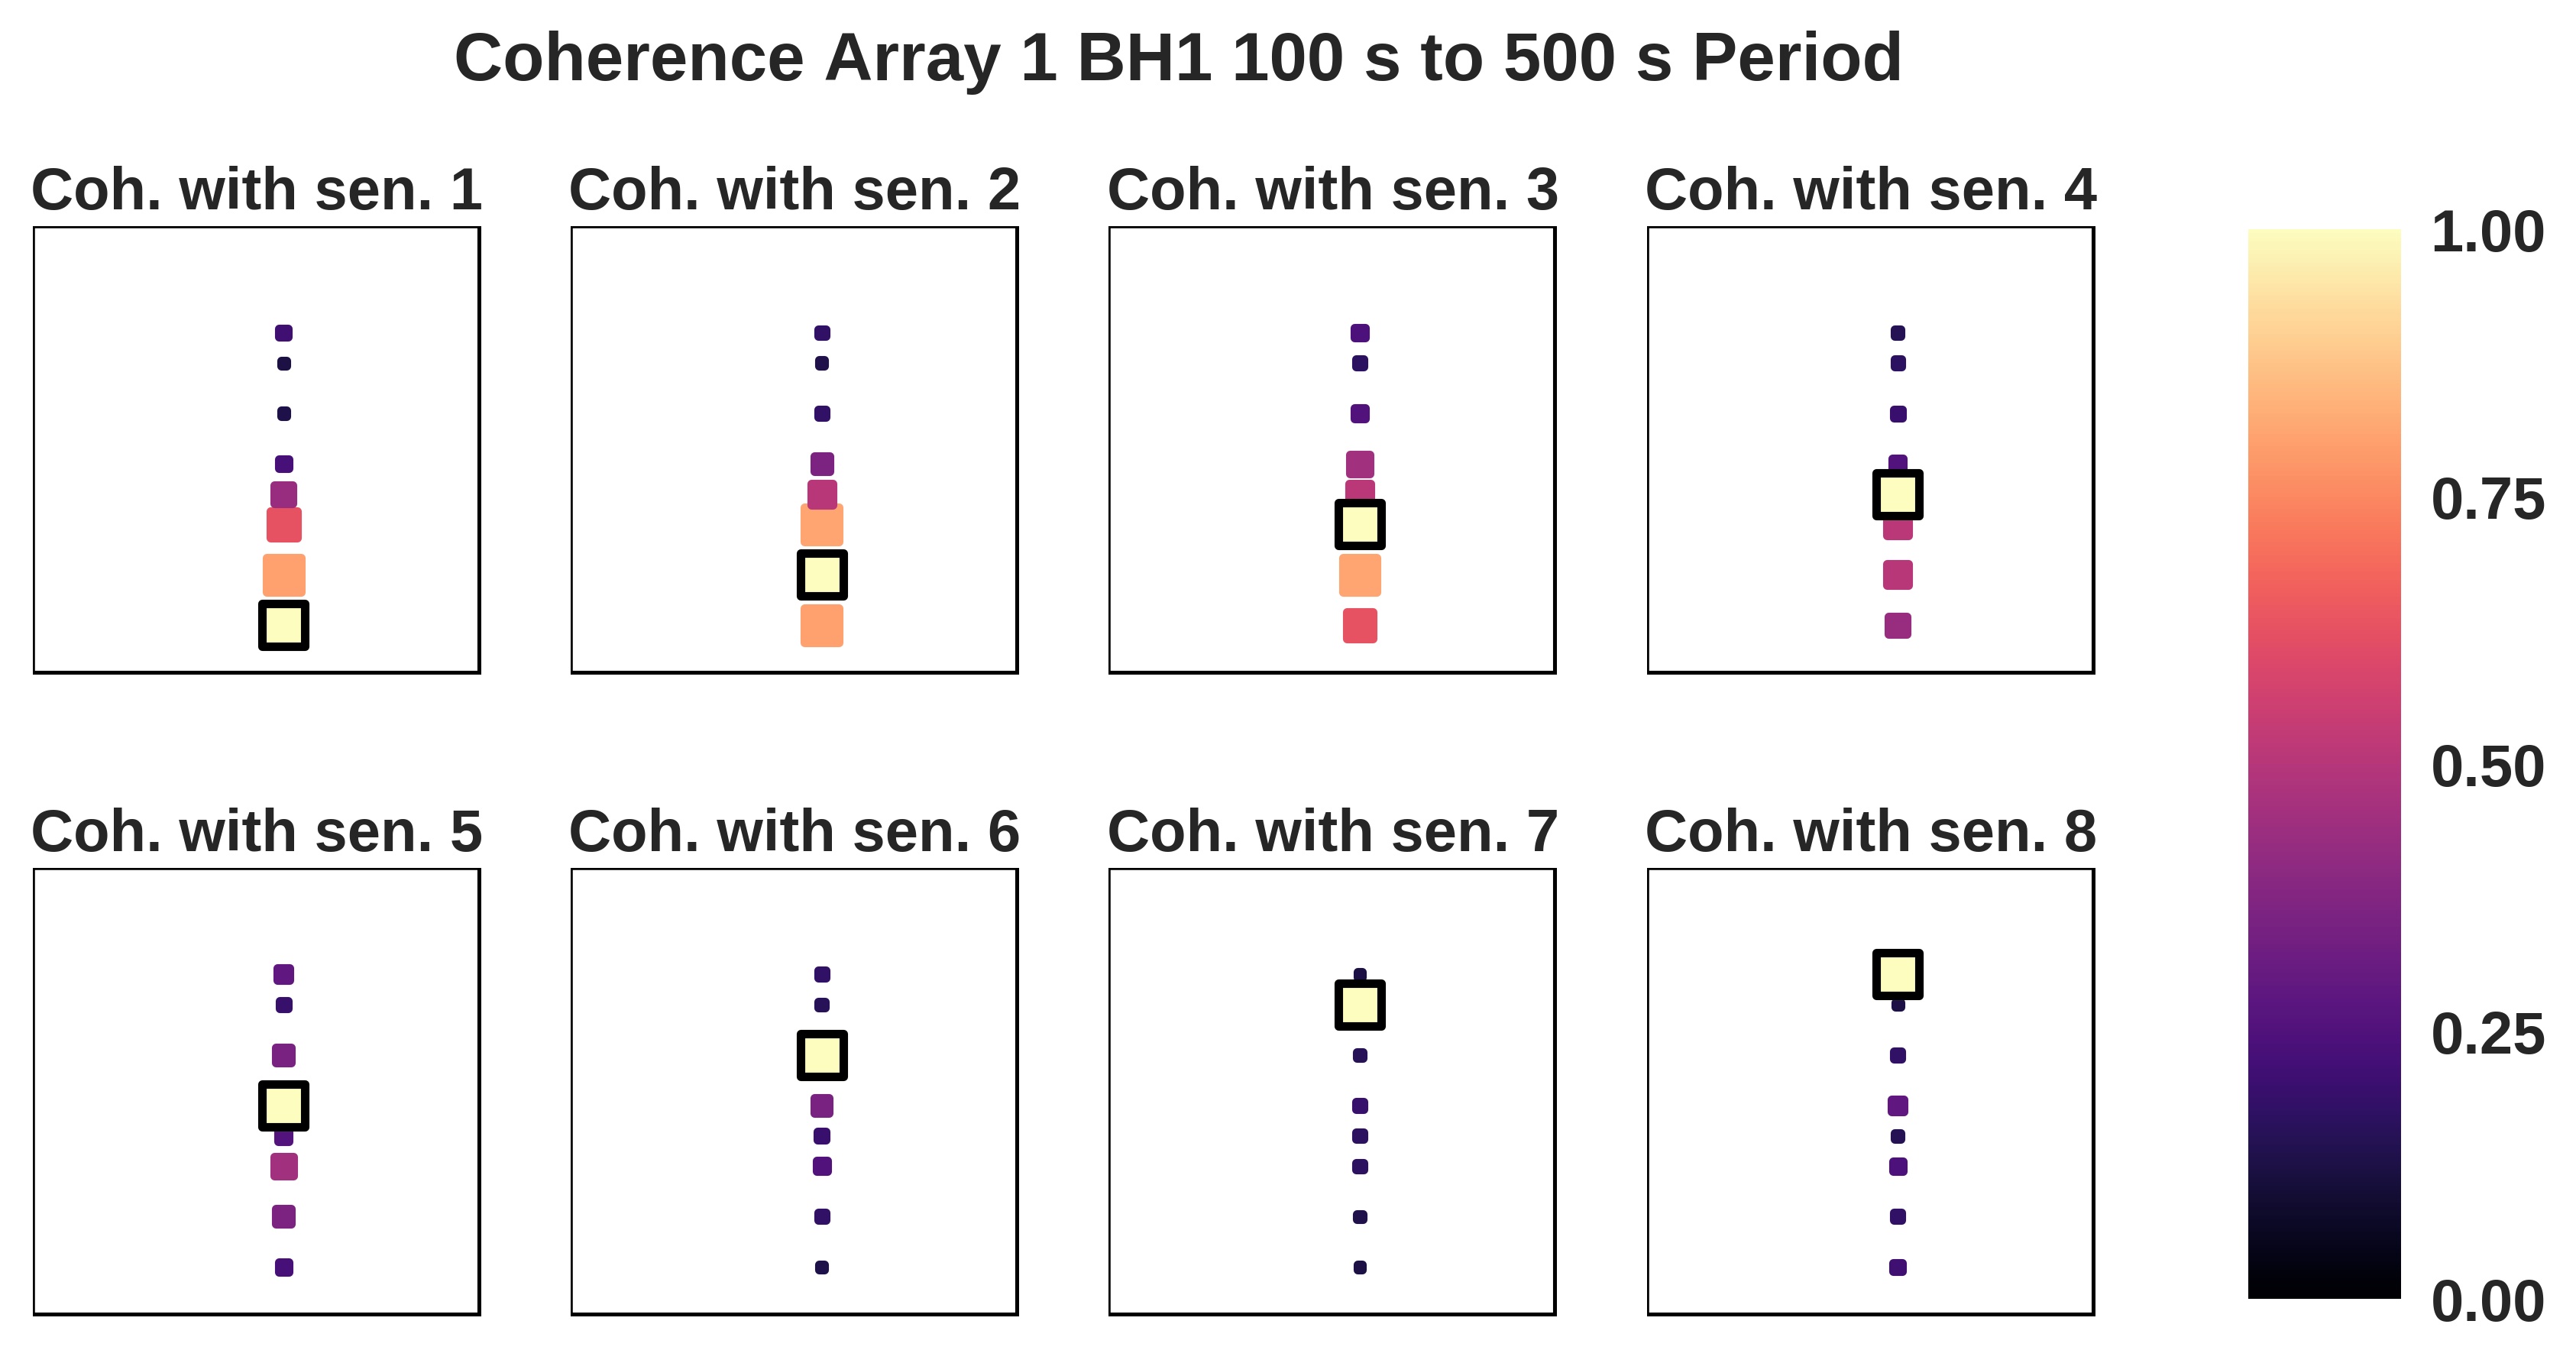 Coherence Array 1 BH1 100 s to 500 s Period
Coh. with sen. 1
Coh. with sen. 2
Coh. with sen. 3
Coh. with sen. 4
1.00
0.75
0.50
0.25
0.00
Coh. with sen. 5
Coh. with sen. 6
Coh. with sen. 7
Coh. with sen. 8